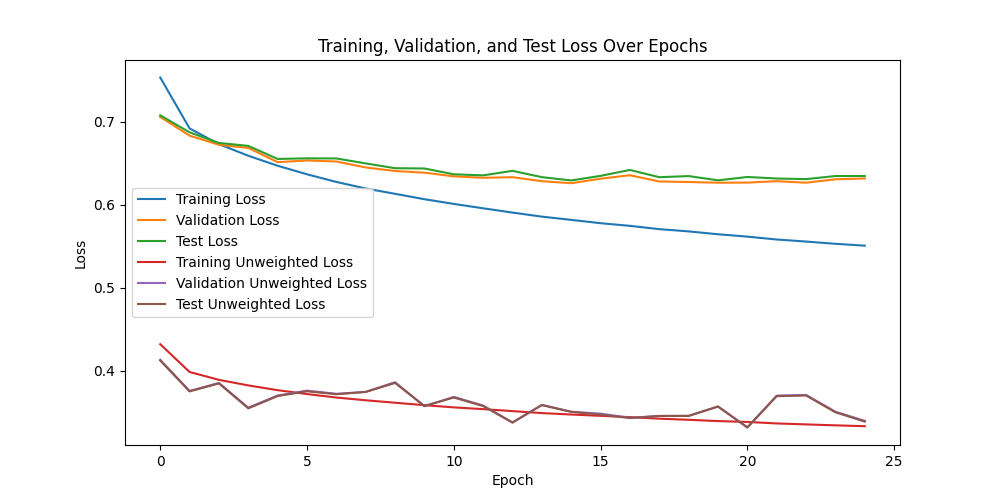 Training, Validation, and Test Loss Over Epochs
Loss
0.7
0.6
0.5
0.4
Training Loss
Validation Loss
Test Loss
Training Unweighted Loss
Validation Unweighted Loss
Test Unweighted Loss
0 5 10 15 20 25
Epoch